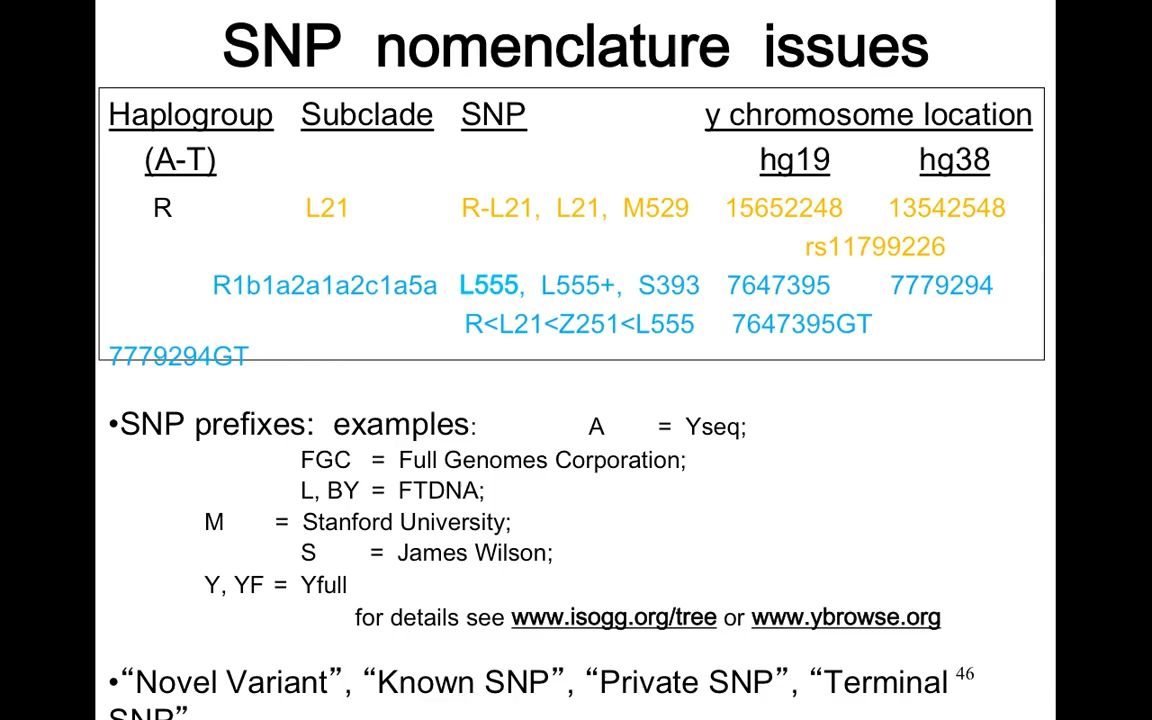 SNP nomenclature issues
Haplogroup Subclade SNP y chromosome location
(A-T) hg19 hg38
R L21 R-L21, L21, M529 15652248 13542548
rs11799226
R1b1a2a1a2c1a5a L555, L555+, S393 7647395 7779294
R<L21<Z251<L555 7647395GT
7779294GT
•SNP prefixes: examples: A = Yseq;
FGC = Full Genomes Corporation;
L, BY = FTDNA;
M = Stanford University;
S = James Wilson;
Y, YF = Yfull
for details see www.isogg.org/tree or www.ybrowse.org
•“Novel Variant”, “Known SNP”, “Private SNP”, “Terminal 46
SNP”